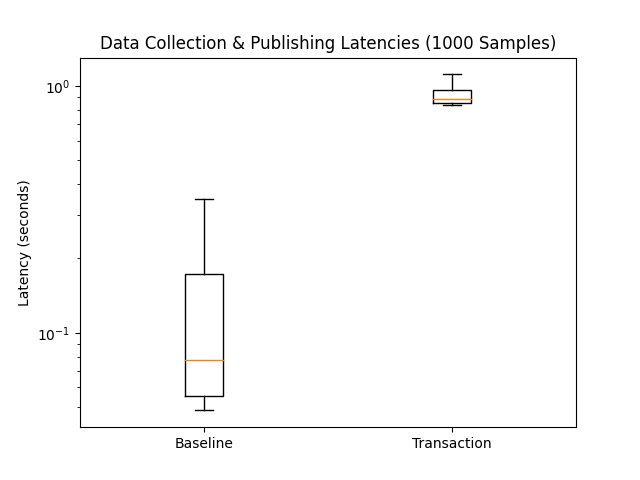 Data Collection & Publishing Latencies (1000 Samples)
Latency (seconds)
10⁰
10⁻¹
Baseline
Transaction